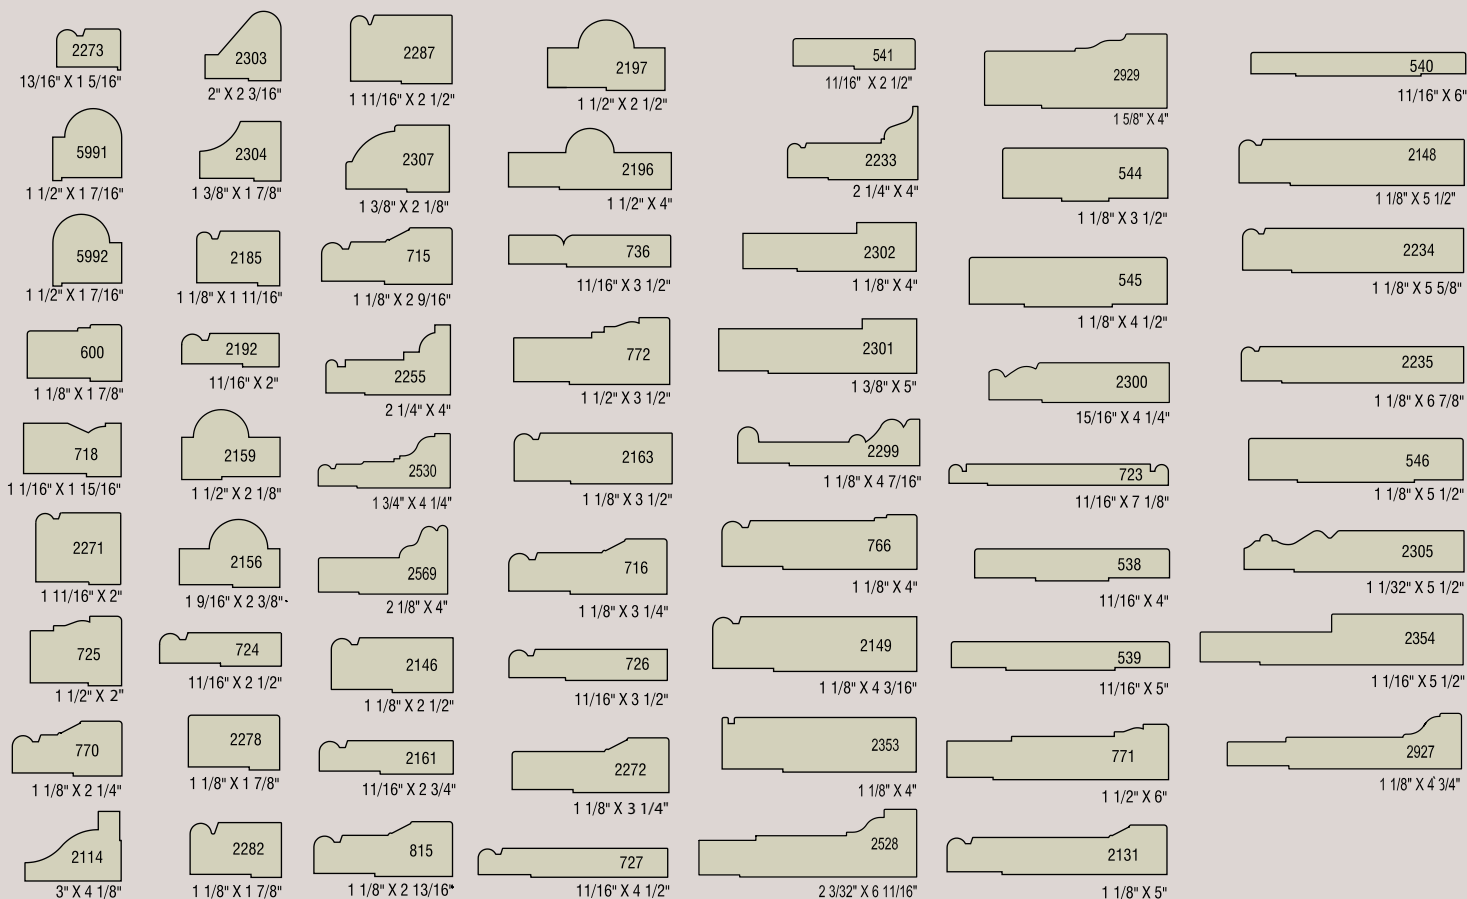 2273
13/16" X 1 5/16"
5991
1 1/2" X 1 7/16"
5992
1 1/2" X 1 7/16"
600
1 1/8" X 1 7/8"
718
1 1/16" X 1 15/16"
2271
1 11/16" X 2"
725
1 1/2" X 2"
770
1 1/8" X 2 1/4"
2114
3" X 4 1/8"
2303
2" X 2 3/16"
2304
1 3/8" X 1 7/8"
2185
1 1/8" X 1 11/16"
2192
11/16" X 2"
2159
1 1/2" X 2 1/8"
2156
1 9/16" X 2 3/8"
724
11/16" X 2 1/2"
2278
1 1/8" X 1 7/8"
2282
1 1/8" X 1 7/8"
2287
1 11/16" X 2 1/2"
2307
1 3/8" X 2 1/8"
715
1 1/8" X 2 9/16"
2255
2 1/4" X 4"
2530
1 3/4" X 4 1/4"
2569
2 1/8" X 4"
2146
1 1/8" X 2 1/2"
2161
11/16" X 2 3/4"
815
1 1/8" X 2 13/16"
2197
1 1/2" X 2 1/2"
2196
1 1/2" X 4"
736
11/16" X 3 1/2"
772
1 1/2" X 3 1/2"
2163
1 1/8" X 3 1/2"
716
1 1/8" X 3 1/4"
726
11/16" X 3 1/2"
2272
1 1/8" X 3 1/4"
727
11/16" X 4 1/2"
541
11/16" X 2 1/2"
2233
2 1/4" X 4"
2302
1 1/8" X 4"
2301
1 3/8" X 5"
2299
1 1/8" X 4 7/16"
766
1 1/8" X 4"
2149
1 1/8" X 4 3/16"
2353
1 1/8" X 4"
2528
2 3/32" X 6 11/16"
2929
1 5/8" X 4"
544
1 1/8" X 3 1/2"
545
1 1/8" X 4 1/2"
2300
15/16" X 4 1/4"
723
11/16" X 7 1/8"
538
11/16" X 4"
539
11/16" X 5"
771
1 1/2" X 6"
2131
1 1/8" X 5"
540
11/16" X 6"
2148
1 1/8" X 5 1/2"
2234
1 1/8" X 5 5/8"
2235
1 1/8" X 6 7/8"
546
1 1/8" X 5 1/2"
2305
1 1/32" X 5 1/2"
2354
1 1/16" X 5 1/2"
2927
1 1/8" X 4 3/4"